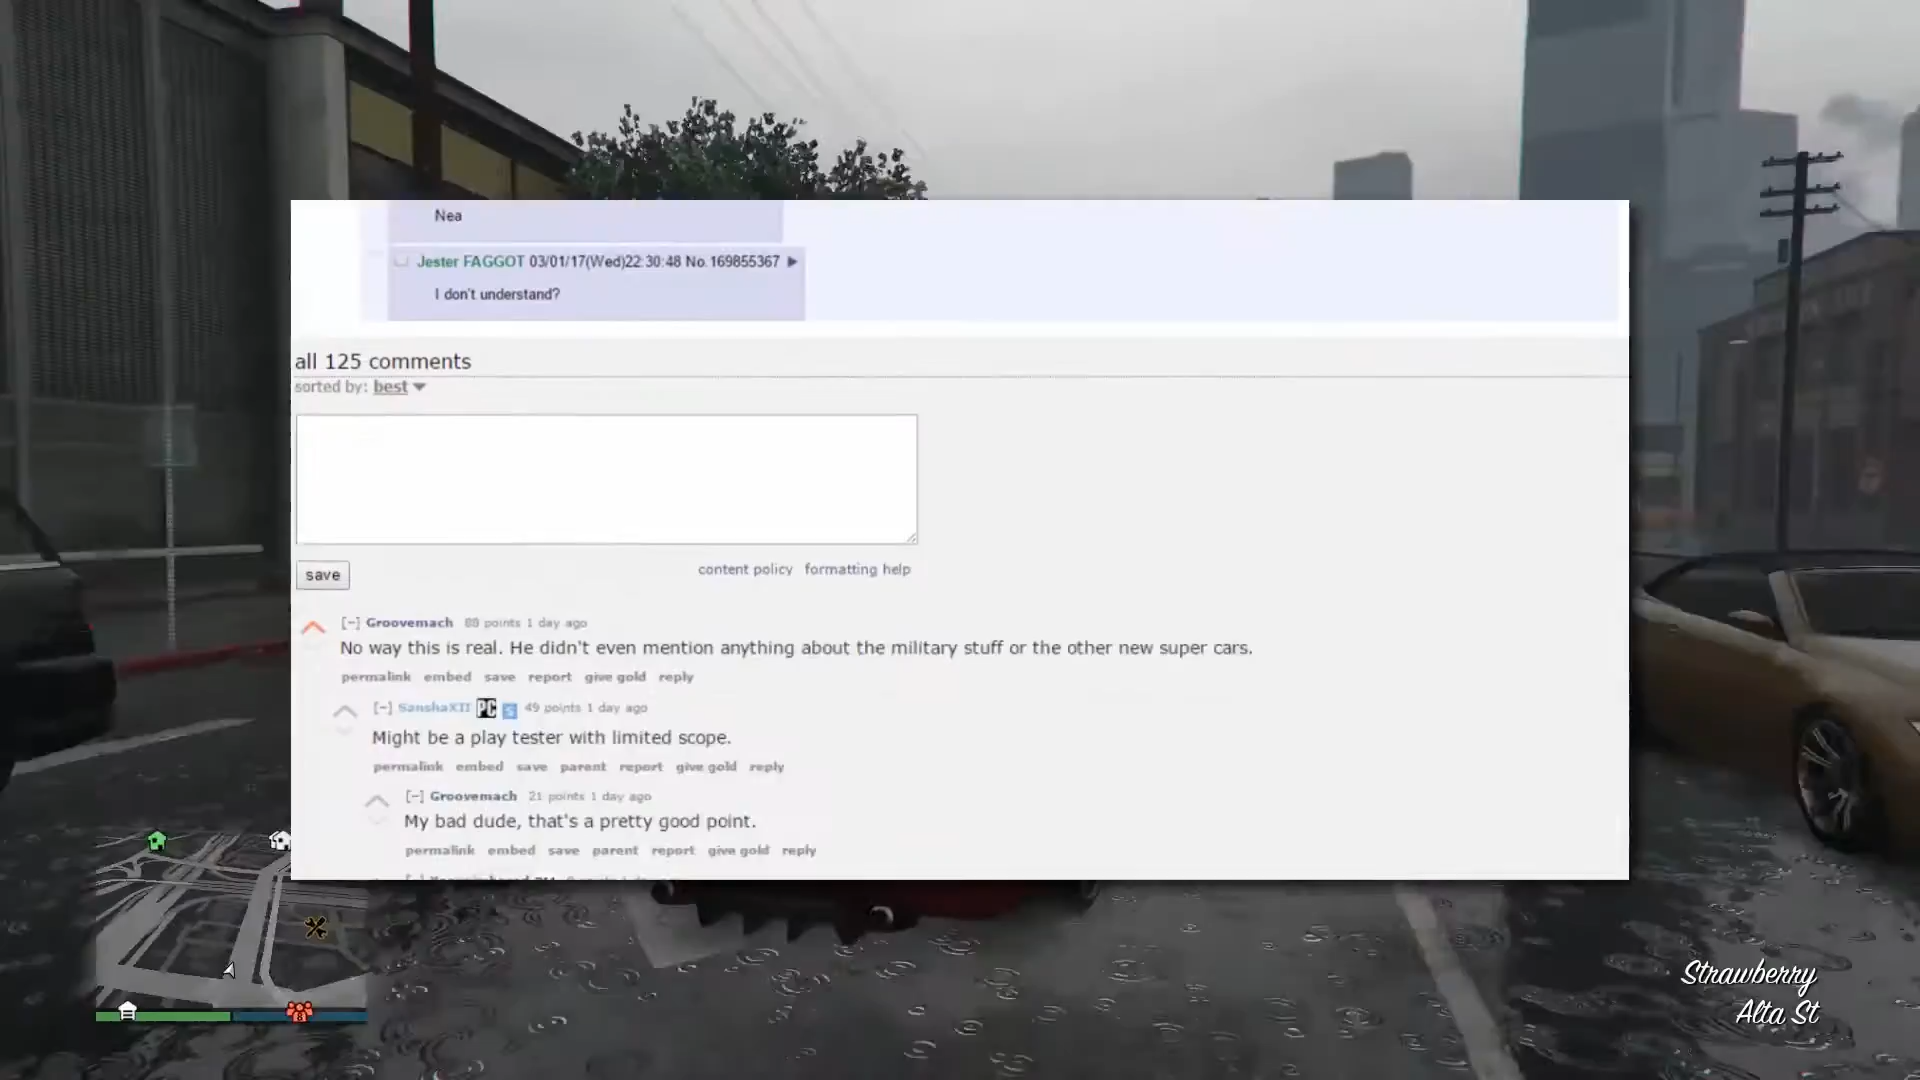 Nea
Jester FAGGOT 03/01/17(Wed)22:30:48 No.169855367 ▶
I don't understand?
all 125 comments
sorted by: best ▼
save
content policy formatting help
[–] Groovemach 88 points 1 day ago
No way this is real. He didn't even mention anything about the military stuff or the other new super cars.
permalink embed save report give gold reply
[–] SanshaXII PC S 49 points 1 day ago
Might be a play tester with limited scope.
permalink embed save parent report give gold reply
[–] Groovemach 21 points 1 day ago
My bad dude, that's a pretty good point.
permalink embed save parent report give gold reply
8
Strawberry
Alta St